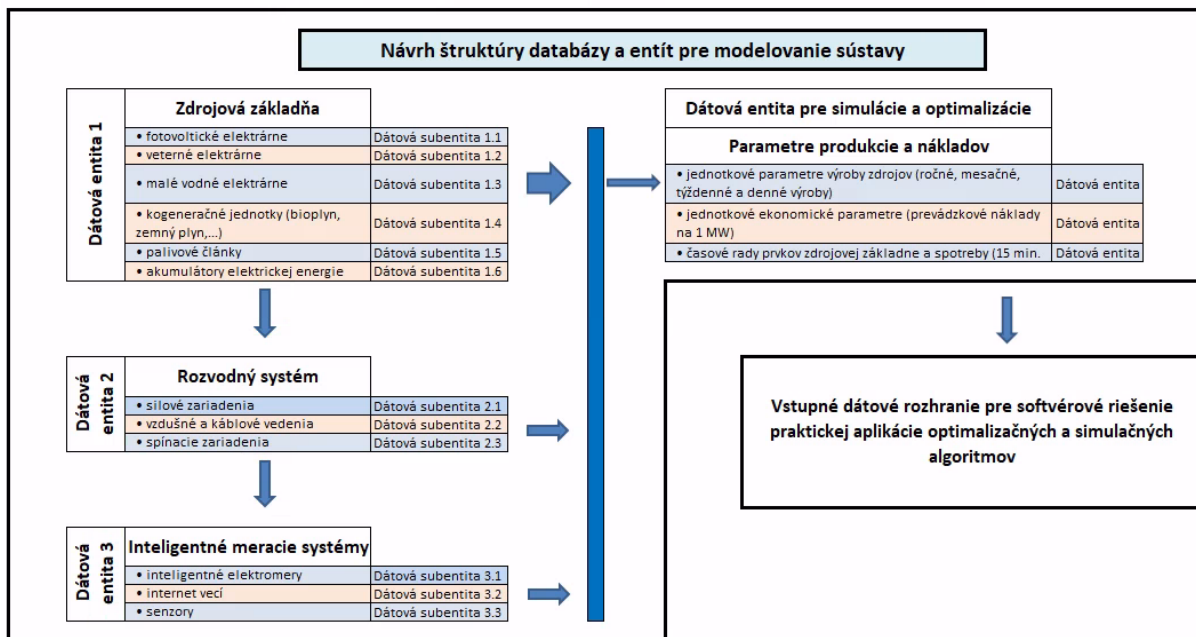 Návrh štruktúry databázy a entít pre modelovanie sústavy
Dátová entita 1
Zdrojová základňa
• fotovoltické elektrárne Dátová subentita 1.1
• veterné elektrárne Dátová subentita 1.2
• malé vodné elektrárne Dátová subentita 1.3
• kogeneračné jednotky (bioplyn,
zemný plyn,...) Dátová subentita 1.4
• palivové články Dátová subentita 1.5
• akumulátory elektrickej energie Dátová subentita 1.6
Dátová
entita 2
Rozvodný systém
• silové zariadenia Dátová subentita 2.1
• vzdušné a káblové vedenia Dátová subentita 2.2
• spínacie zariadenia Dátová subentita 2.3
Dátová
entita 3
Inteligentné meracie systémy
• inteligentné elektromery Dátová subentita 3.1
• internet vecí Dátová subentita 3.2
• senzory Dátová subentita 3.3
Dátová entita pre simulácie a optimalizácie
Parametre produkcie a nákladov
• jednotkové parametre výroby zdrojov (ročné, mesačné,
týždenné a denné výroby) Dátová entita
• jednotkové ekonomické parametre (prevádzkové náklady
na 1 MW) Dátová entita
• časové rady prvkov zdrojovej základne a spotreby (15 min. Dátová entita
Vstupné dátové rozhranie pre softvérové riešenie
praktickej aplikácie optimalizačných a simulačných
algoritmov